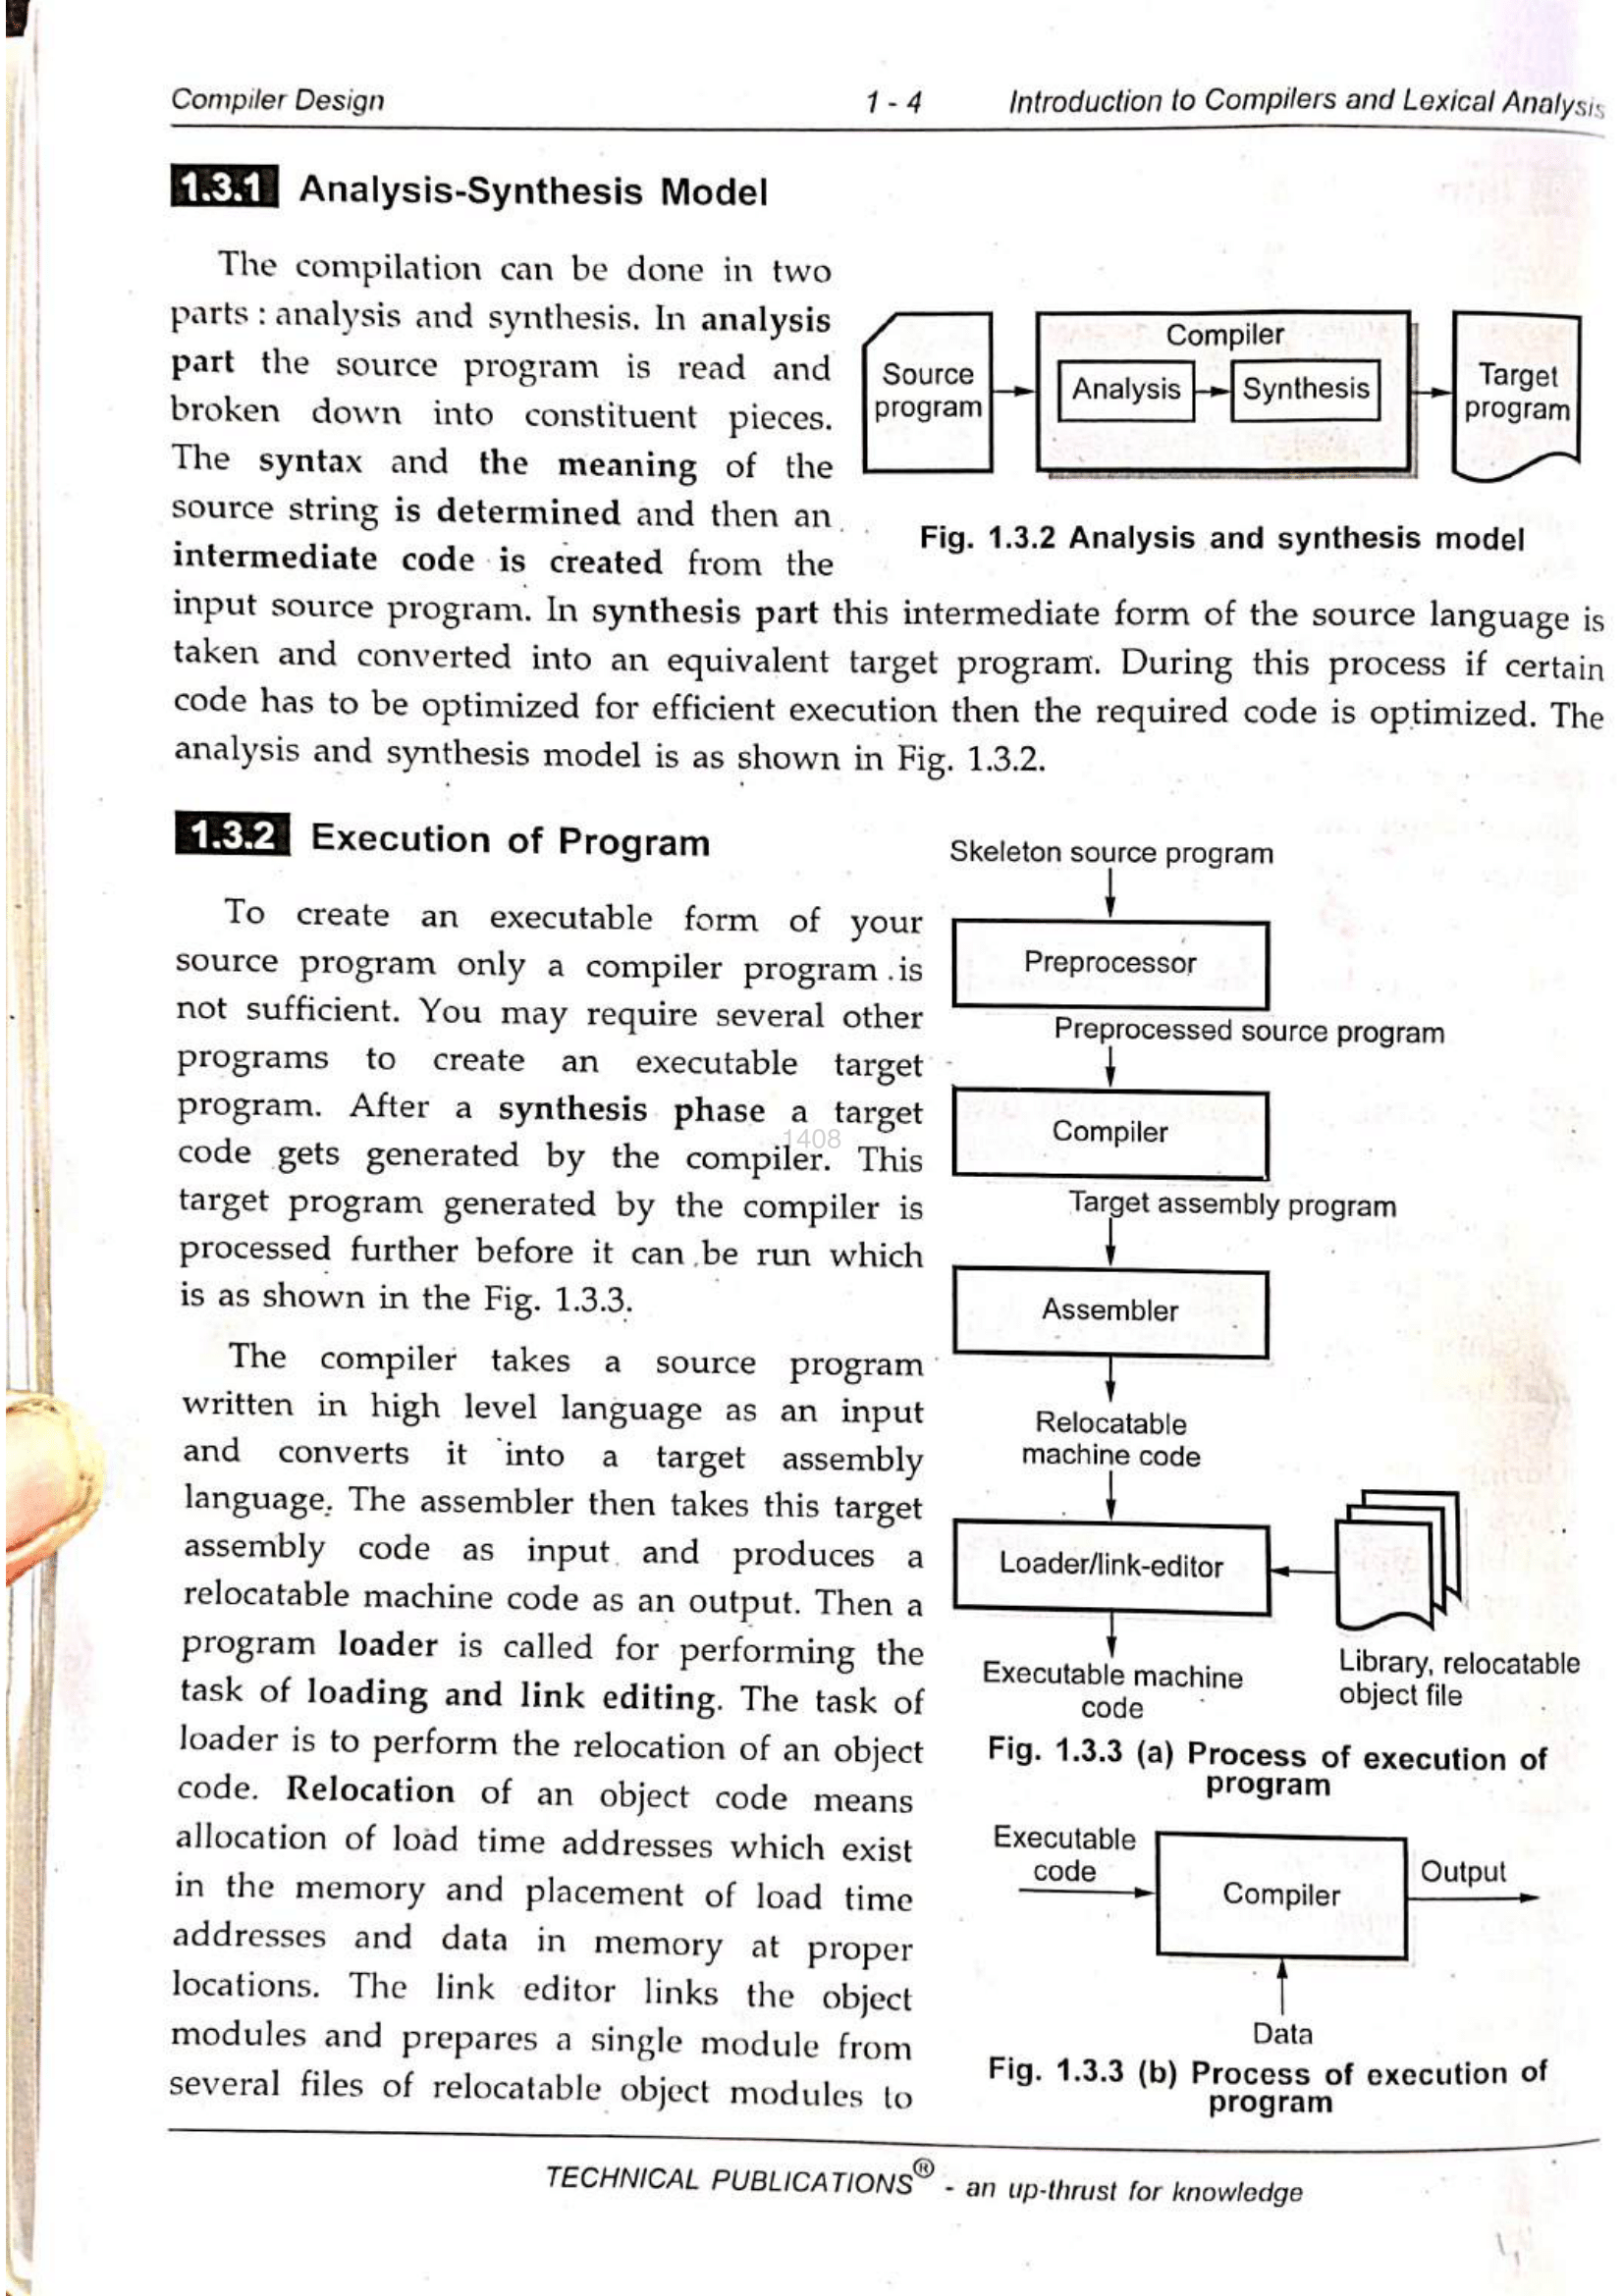 Compiler Design 1 - 4 Introduction to Compilers and Lexical Analysis
1.3.1 Analysis-Synthesis Model
The compilation can be done in two
parts : analysis and synthesis. In analysis
part the source program is read and
broken down into constituent pieces.
The syntax and the meaning of the
source string is determined and then an
intermediate code is created from the
Source
program
Compiler
Analysis
Synthesis
Target
program
Fig. 1.3.2 Analysis and synthesis model
input source program. In synthesis part this intermediate form of the source language is
taken and converted into an equivalent target program. During this process if certain
code has to be optimized for efficient execution then the required code is optimized. The
analysis and synthesis model is as shown in Fig. 1.3.2.
1.3.2 Execution of Program
To create an executable form of your
source program only a compiler program is
not sufficient. You may require several other
programs to create an executable target
program. After a synthesis phase a target
code gets generated by the compiler. This
target program generated by the compiler is
processed further before it can be run which
is as shown in the Fig. 1.3.3.
The compiler takes a source program
written in high level language as an input
and converts it into a target assembly
language. The assembler then takes this target
assembly code as input and produces a
relocatable machine code as an output. Then a
program loader is called for performing the
task of loading and link editing. The task of
loader is to perform the relocation of an object
code. Relocation of an object code means
allocation of load time addresses which exist
in the memory and placement of load time
addresses and data in memory at proper
locations. The link editor links the object
modules and prepares a single module from
several files of relocatable object modules to
1408
Skeleton source program
Preprocessor
Preprocessed source program
Compiler
Target assembly program
Assembler
Relocatable
machine code
Loader/link-editor
Library, relocatable
object file
Executable machine
code
Fig. 1.3.3 (a) Process of execution of
program
Executable
code
Compiler
Output
Data
Fig. 1.3.3 (b) Process of execution of
program
TECHNICAL PUBLICATIONS® - an up-thrust for knowledge